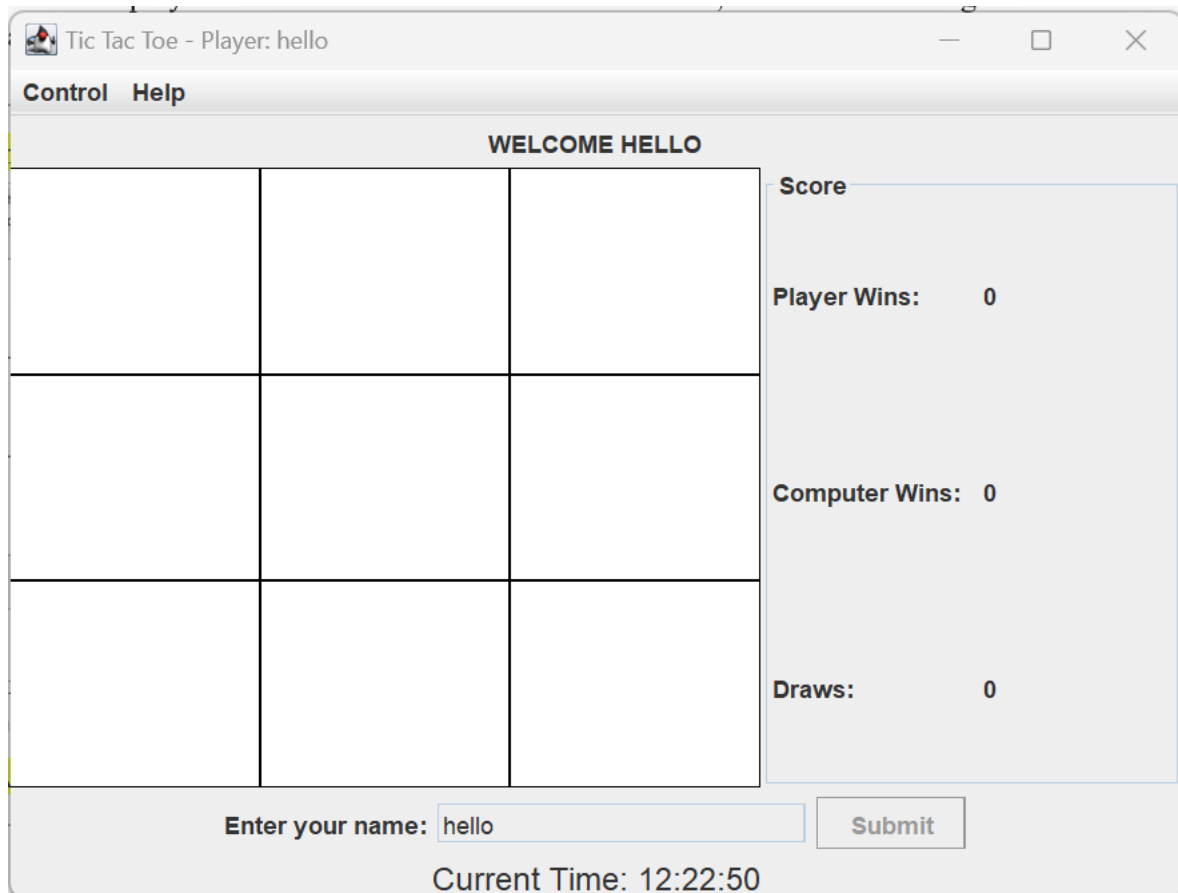 Tic Tac Toe - Player: hello
Control Help
WELCOME HELLO
Score
Player Wins: 0
Computer Wins: 0
Draws: 0
Enter your name: hello Submit
Current Time: 12:22:50